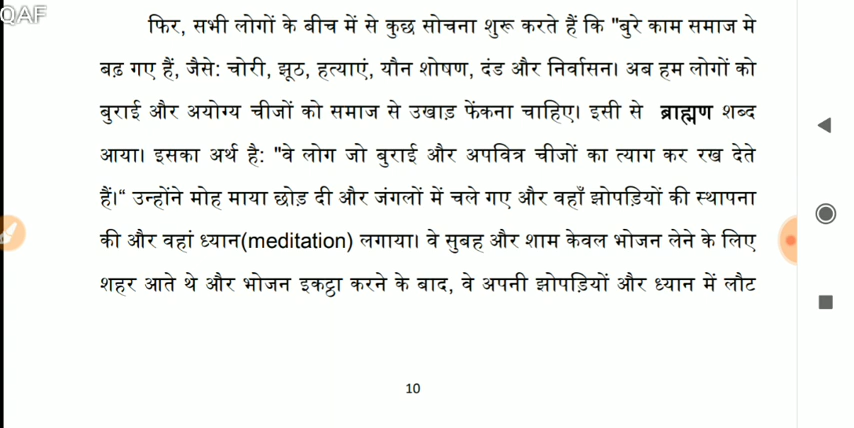 QAF
फिर, सभी लोगों के बीच में से कुछ सोचना शुरू करते हैं कि "बुरे काम समाज मे
बढ़ गए हैं, जैसे: चोरी, झूठ, हत्याएं, यौन शोषण, दंड और निर्वासन। अब हम लोगों को
बुराई और अयोग्य चीजों को समाज से उखाड़ फेंकना चाहिए। इसी से ब्राह्मण शब्द
आया। इसका अर्थ है: "वे लोग जो बुराई और अपवित्र चीजों का त्याग कर रख देते
हैं।“ उन्होंने मोह माया छोड़ दी और जंगलों में चले गए और वहाँ झोपड़ियों की स्थापना
की और वहां ध्यान(meditation) लगाया। वे सुबह और शाम केवल भोजन लेने के लिए
शहर आते थे और भोजन इकट्ठा करने के बाद, वे अपनी झोपड़ियों और ध्यान में लौट
10